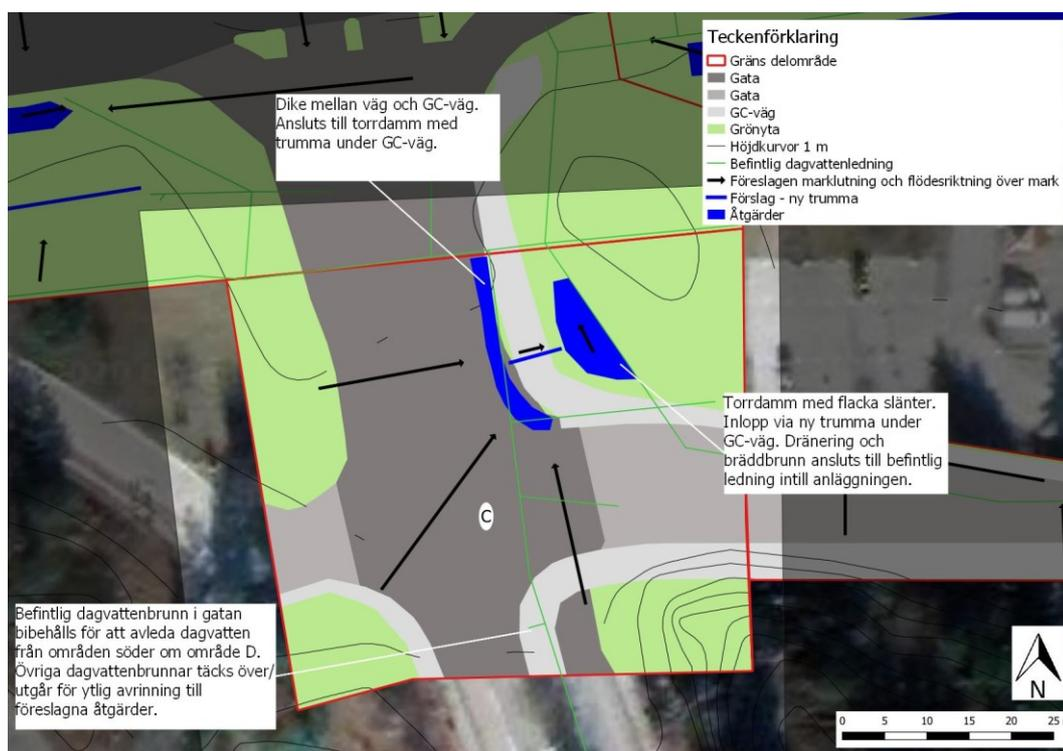 Teckenförklaring
Gräns delområde
Gata
Gata
GC-väg
Grönyta
Höjdkurvor 1 m
Befintlig dagvattenledning
Föreslagen marklutning och flödesriktning över mark
Förslag - ny trumma
Åtgärder
Dike mellan väg och GC-väg.
Ansluts till torrdamm med
trumma under GC-väg.
Torrdamm med flacka slänter.
Inlopp via ny trumma under
GC-väg. Dränering och
bräddbrunn ansluts till befintlig
ledning intill anläggningen.
C
Befintlig dagvattenbrunn i gatan
bibehålls för att avleda dagvatten
från områden söder om område D.
Övriga dagvattenbrunnar täcks över/
utgår för ytlig avrinning till
föreslagna åtgärder.
N
0 5 10 15 20 25